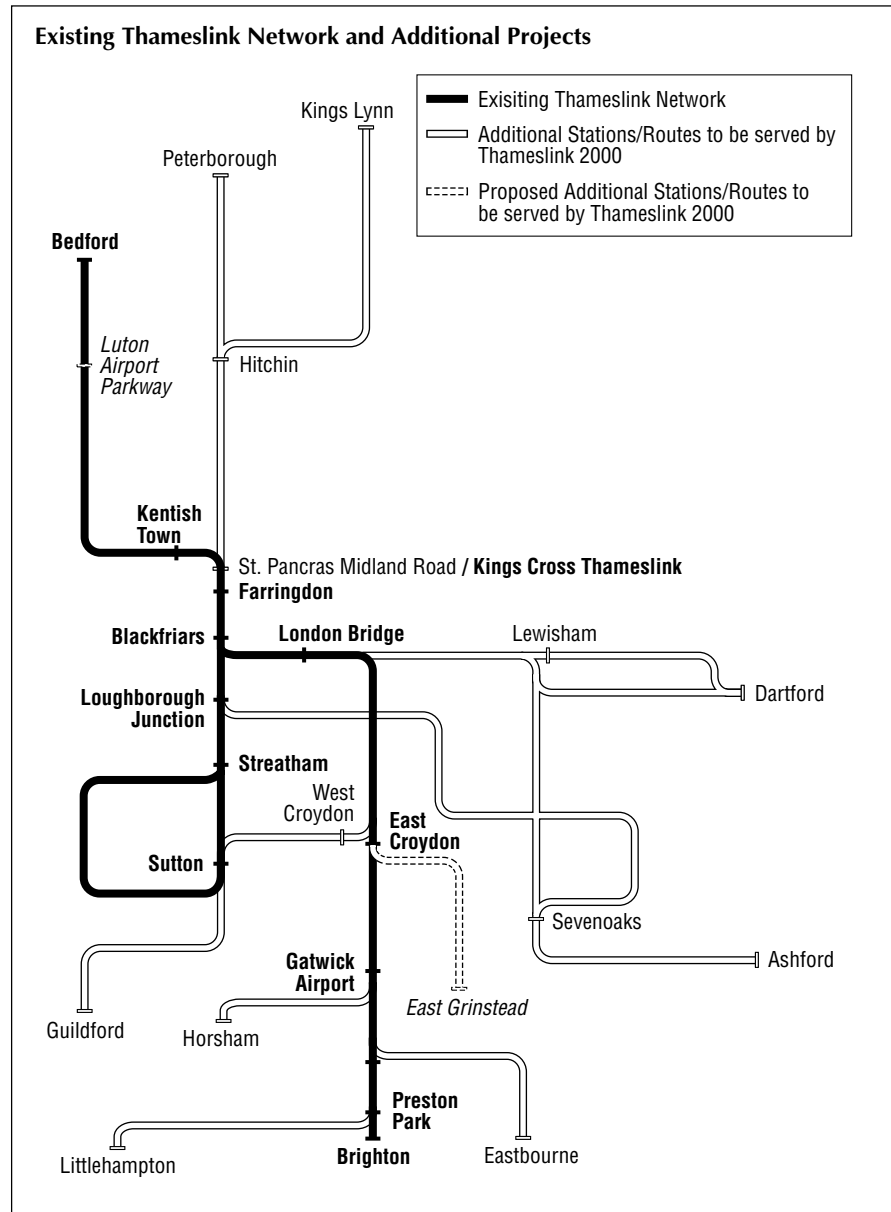 Existing Thameslink Network and Additional Projects
Exisiting Thameslink Network
Additional Stations/Routes to be served by
Thameslink 2000
Proposed Additional Stations/Routes to
be served by Thameslink 2000
Kings Lynn
Peterborough
Bedford
Luton
Airport
Parkway
Hitchin
Kentish
Town
St. Pancras Midland Road / Kings Cross Thameslink
Farringdon
Blackfriars
London Bridge
Lewisham
Dartford
Loughborough
Junction
Streatham
West
Croydon
East
Croydon
Sutton
Sevenoaks
Ashford
Gatwick
Airport
East Grinstead
Guildford
Horsham
Preston
Park
Littlehampton
Brighton
Eastbourne